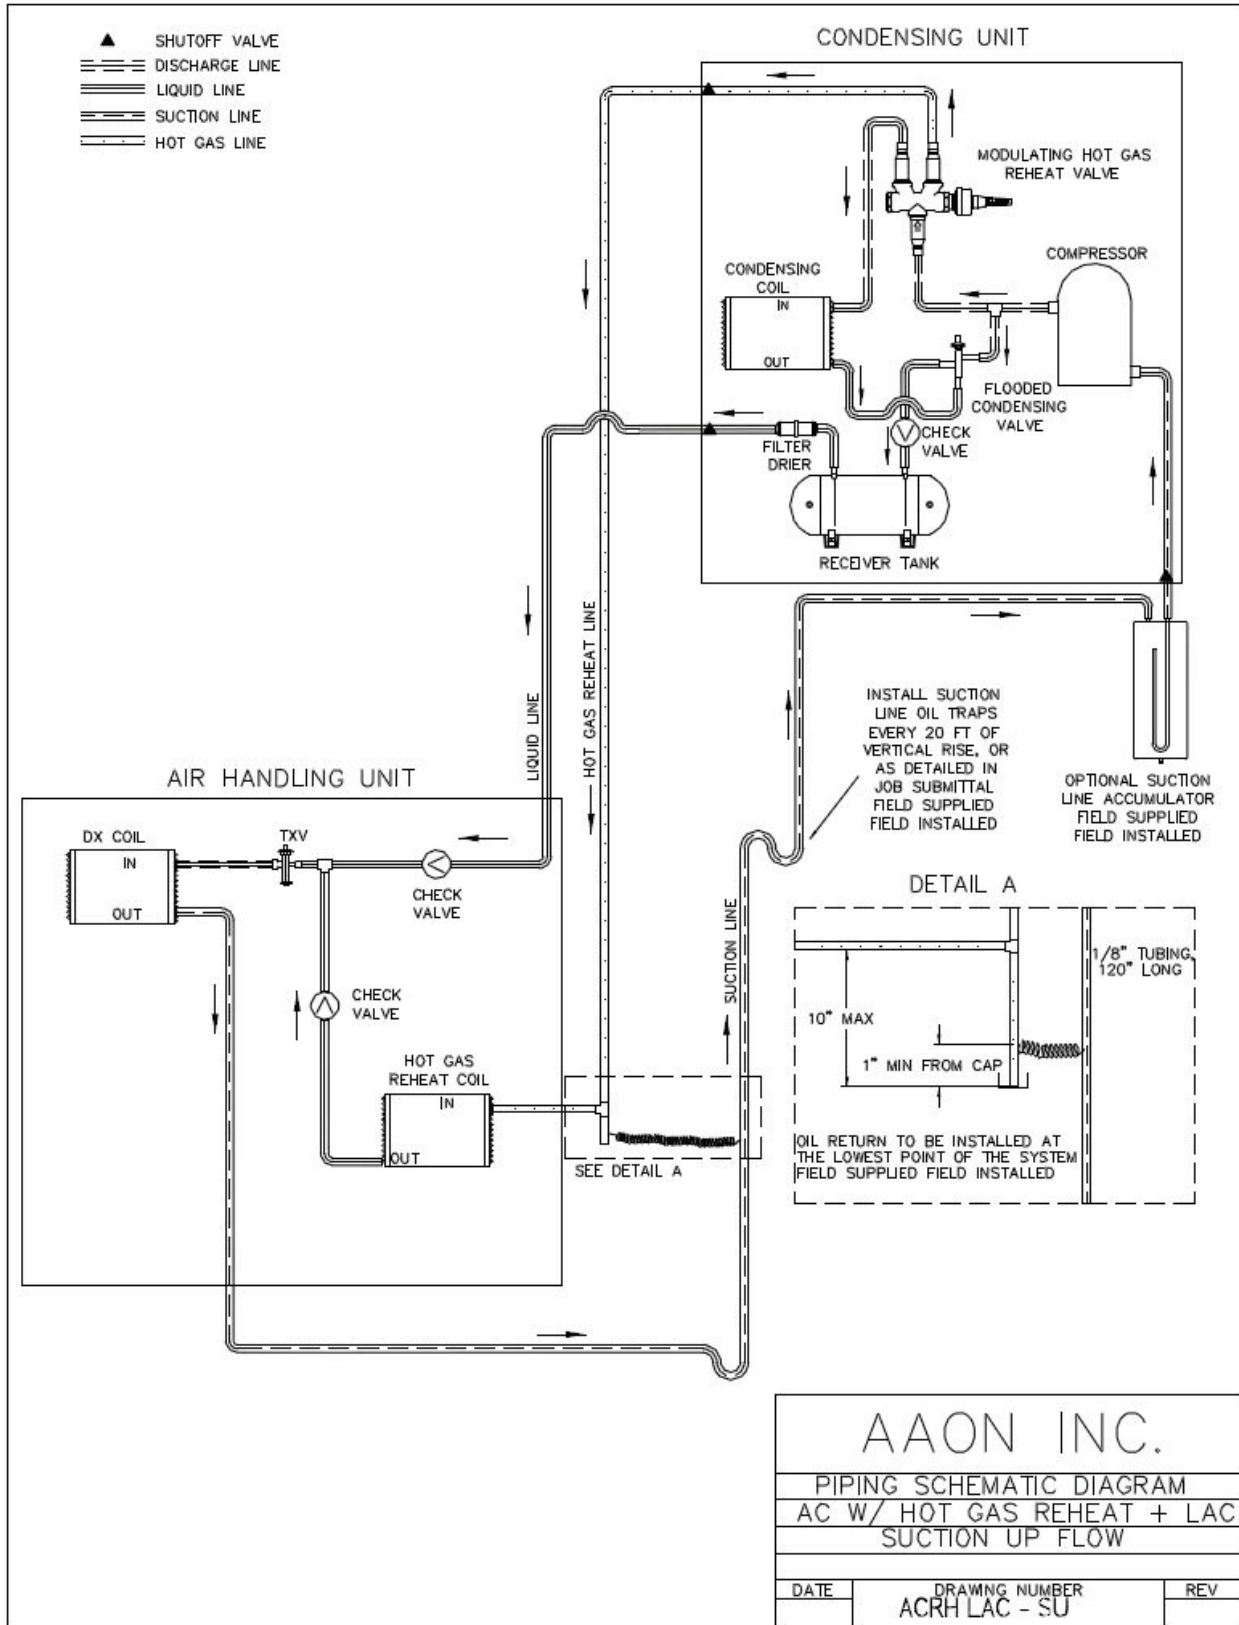 SHUTOFF VALVE
DISCHARGE LINE
LIQUID LINE
SUCTION LINE
HOT GAS LINE
CONDENSING UNIT
MODULATING HOT GAS
REHEAT VALVE
COMPRESSOR
CONDENSING
COIL
IN
OUT
FLOODED
CONDENSING
VALVE
CHECK
VALVE
FILTER
DRIER
RECEIVER TANK
LIQUID LINE
HOT GAS REHEAT LINE
INSTALL SUCTION
LINE OIL TRAPS
EVERY 20 FT OF
VERTICAL RISE, OR
AS DETAILED IN
JOB SUBMITTAL
FIELD SUPPLIED
FIELD INSTALLED
OPTIONAL SUCTION
LINE ACCUMULATOR
FIELD SUPPLIED
FIELD INSTALLED
AIR HANDLING UNIT
DX COIL
IN
OUT
TXV
CHECK
VALVE
CHECK
VALVE
HOT GAS
REHEAT COIL
IN
OUT
SUCTION LINE
SEE DETAIL A
DETAIL A
1/8" TUBING,
120" LONG
10" MAX
1" MIN FROM CAP
OIL RETURN TO BE INSTALLED AT
THE LOWEST POINT OF THE SYSTEM
FIELD SUPPLIED FIELD INSTALLED
AAON INC.
PIPING SCHEMATIC DIAGRAM
AC W/ HOT GAS REHEAT + LAC
SUCTION UP FLOW
DATE
DRAWING NUMBER
REV
ACRH LAC - SU